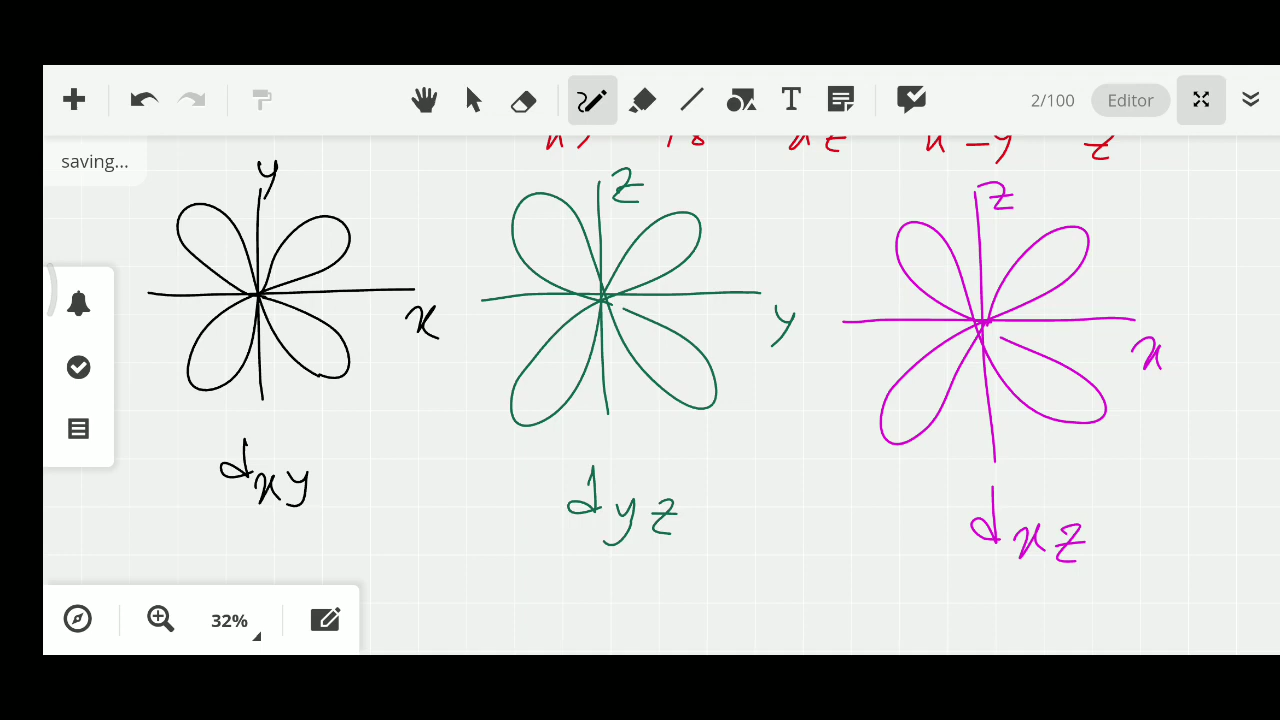 2/100 Editor
saving...
y z z
x y x
dxy dyz dxz
32%